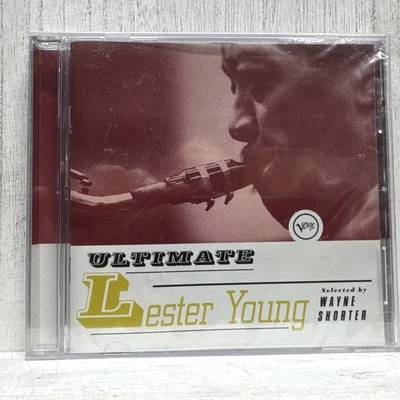 Verve
ULTIMATE
Lester Young
Selected by
WAYNE
SHORTER